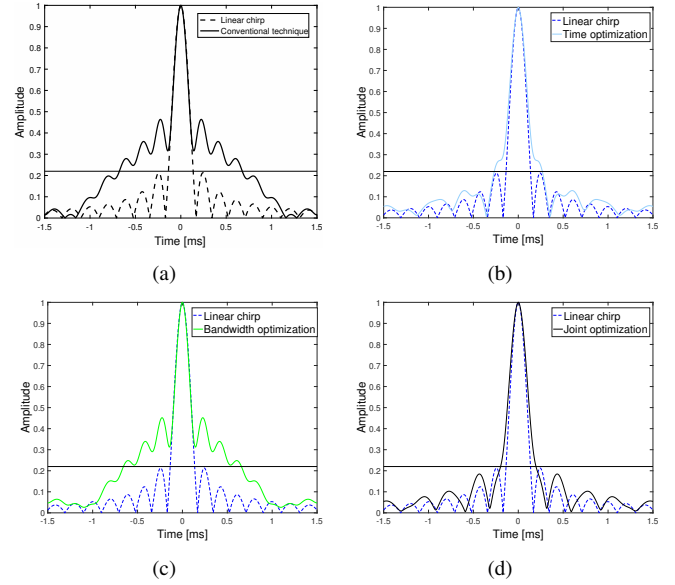 Linear chirp
Conventional technique
Amplitude
1
0.9
0.8
0.7
0.6
0.5
0.4
0.3
0.2
0.1
0
-1.5 -1 -0.5 0 0.5 1 1.5
Time [ms]
(a)
Linear chirp
Time optimization
Amplitude
1
0.9
0.8
0.7
0.6
0.5
0.4
0.3
0.2
0.1
0
-1.5 -1 -0.5 0 0.5 1 1.5
Time [ms]
(b)
Linear chirp
Bandwidth optimization
Amplitude
1
0.9
0.8
0.7
0.6
0.5
0.4
0.3
0.2
0.1
0
-1.5 -1 -0.5 0 0.5 1 1.5
Time [ms]
(c)
Linear chirp
Joint optimization
Amplitude
1
0.9
0.8
0.7
0.6
0.5
0.4
0.3
0.2
0.1
0
-1.5 -1 -0.5 0 0.5 1 1.5
Time [ms]
(d)